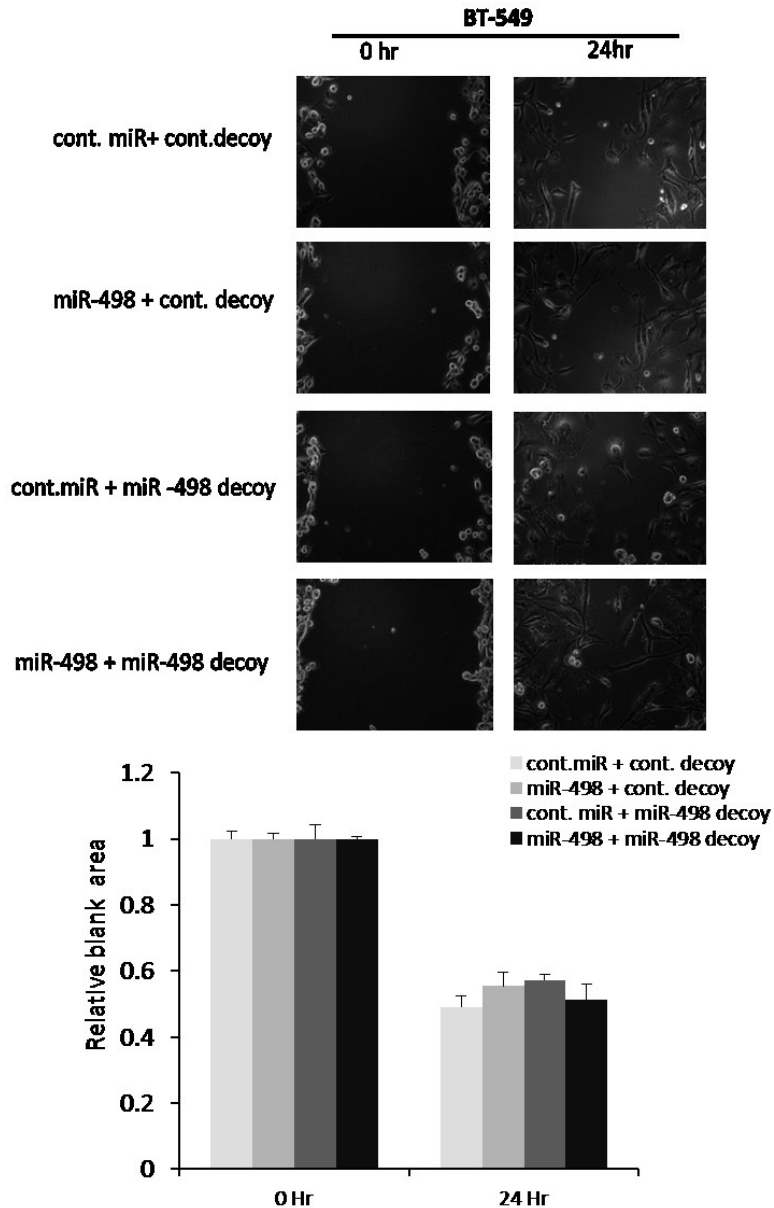 BT-549
0 hr 24hr
cont. miR+ cont.decoy
miR-498 + cont. decoy
cont.miR + miR -498 decoy
miR-498 + miR-498 decoy
cont.miR + cont. decoy
miR-498 + cont. decoy
cont. miR + miR-498 decoy
miR-498 + miR-498 decoy
Relative blank area
1.2
1
0.8
0.6
0.4
0.2
0
0 Hr 24 Hr